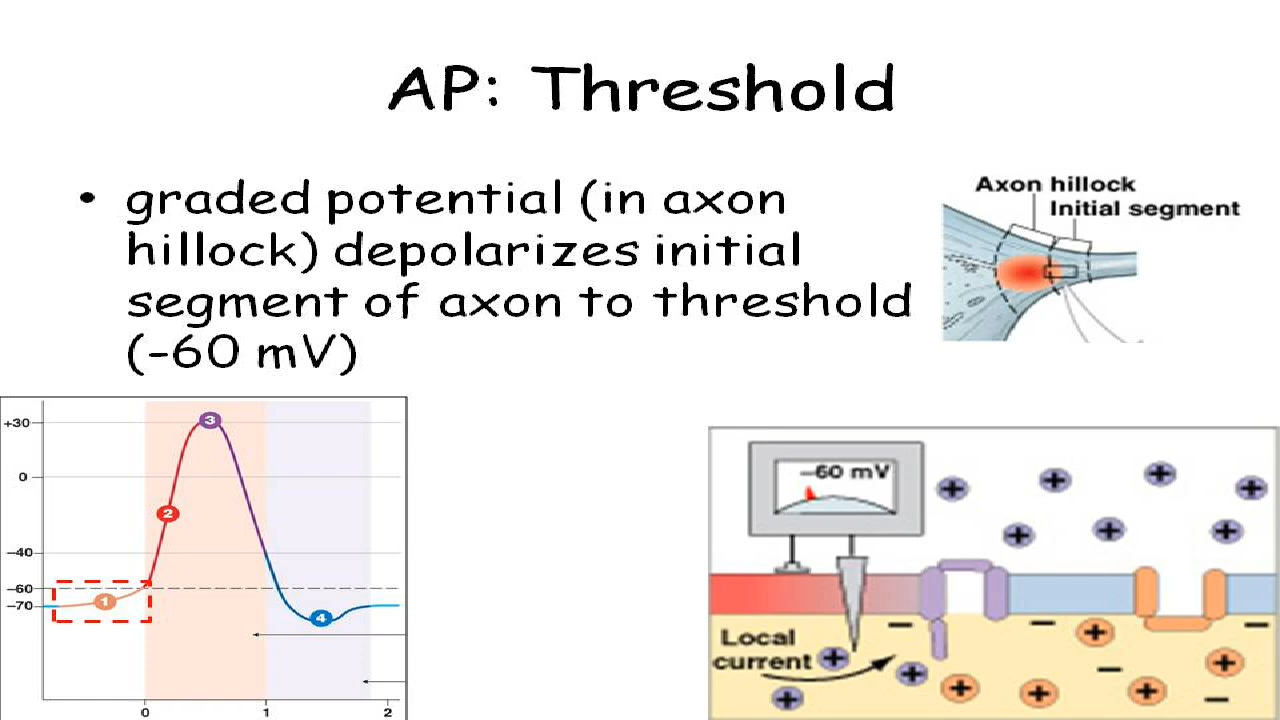 AP: Threshold
• graded potential (in axon
hillock) depolarizes initial
segment of axon to threshold
(-60 mV)
Axon hillock
Initial segment
+30
0
−40
−60
−70
1
2
3
4
0
1
2
−60 mV
+ + + +
+ + +
Local
current
+ − + − + −
+ + + − + + −